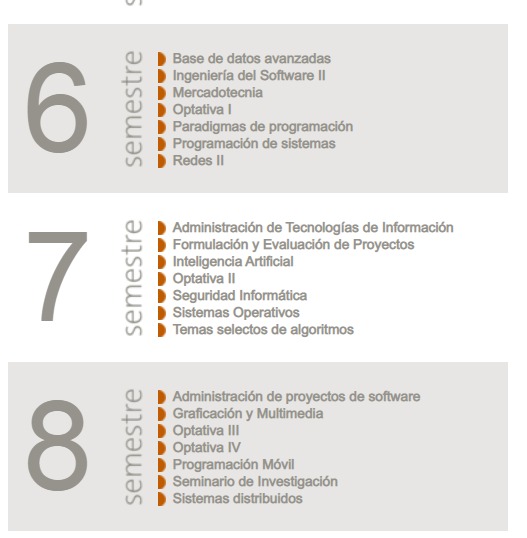 6
semestre
Base de datos avanzadas
Ingeniería del Software II
Mercadotecnia
Optativa I
Paradigmas de programación
Programación de sistemas
Redes II
7
semestre
Administración de Tecnologías de Información
Formulación y Evaluación de Proyectos
Inteligencia Artificial
Optativa II
Seguridad Informática
Sistemas Operativos
Temas selectos de algoritmos
8
semestre
Administración de proyectos de software
Graficación y Multimedia
Optativa III
Optativa IV
Programación Móvil
Seminario de Investigación
Sistemas distribuidos